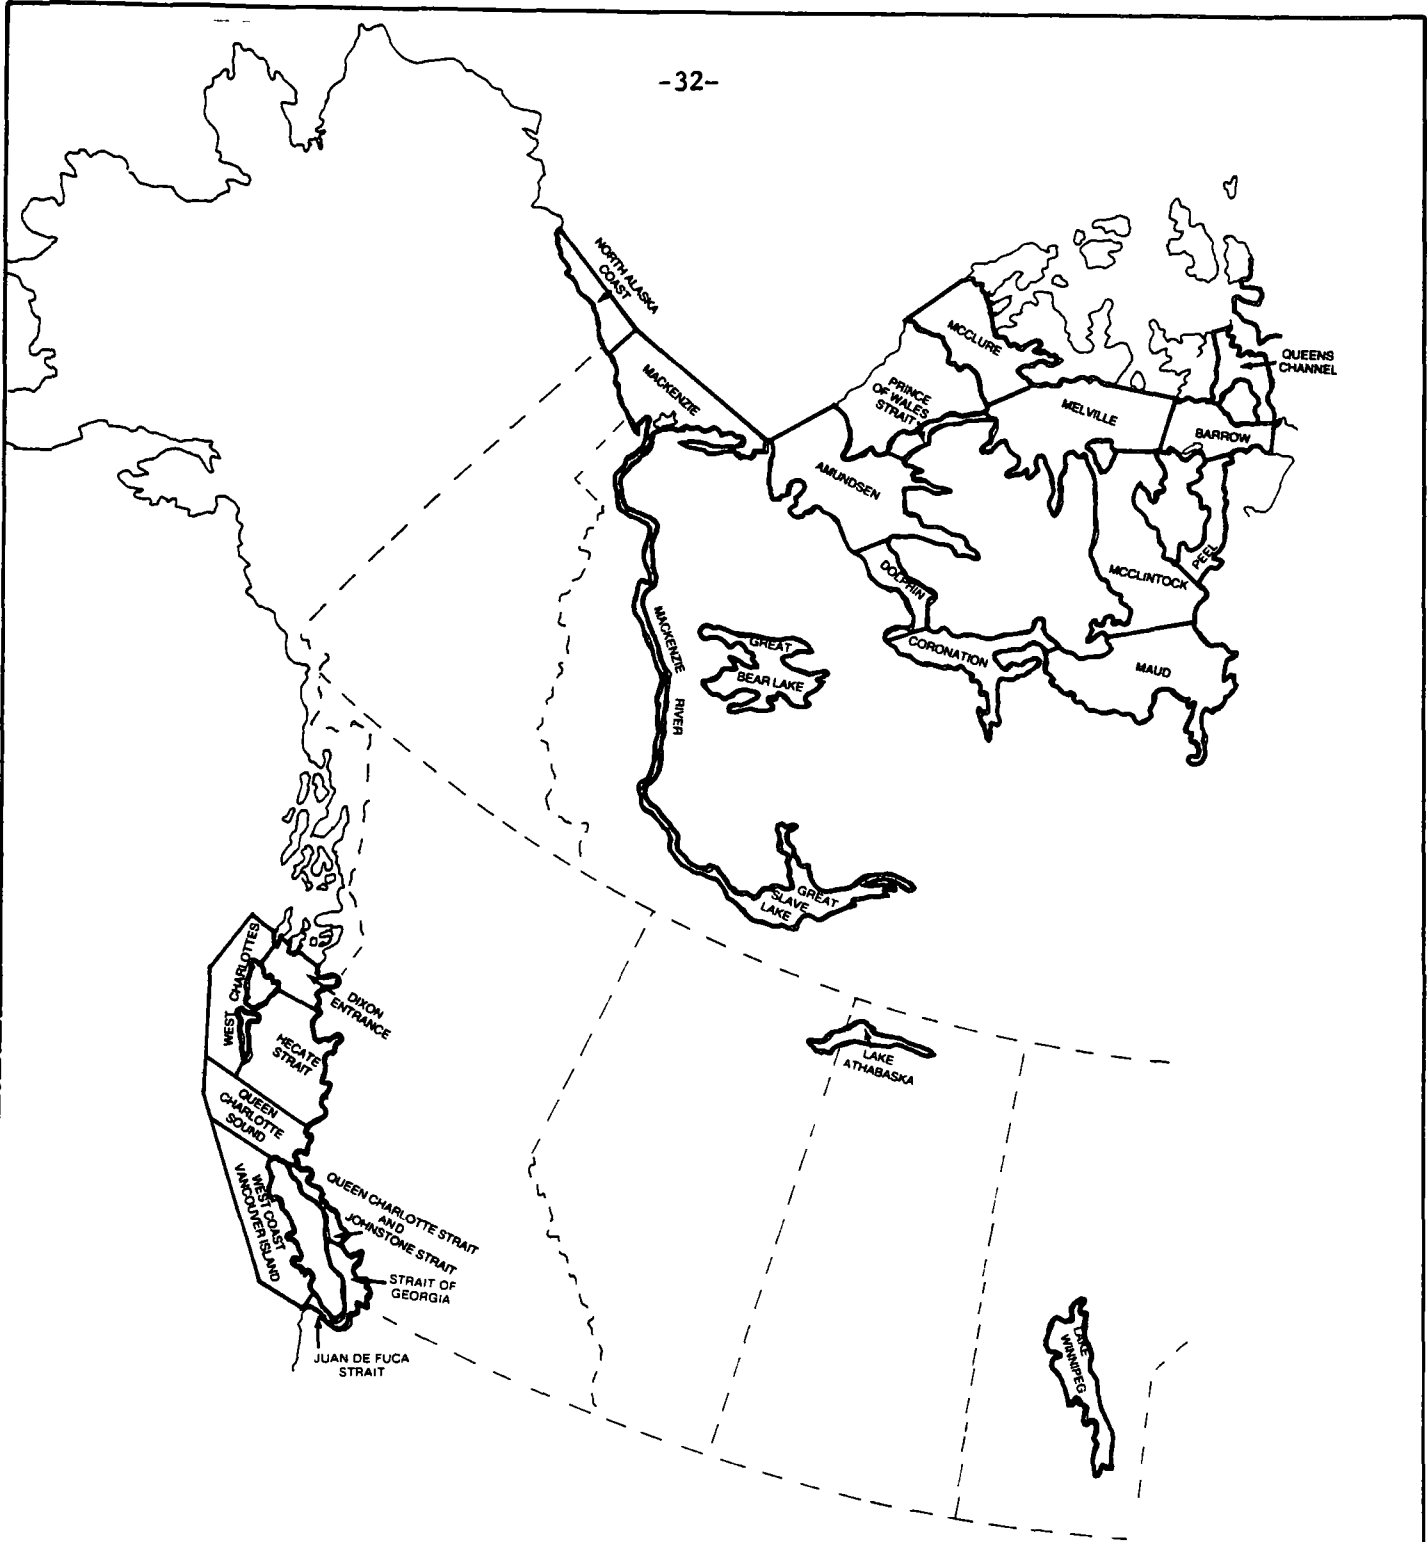 -32-
NORTH ALASKA
COAST
MACKENZIE
MCCLURE
QUEENS
CHANNEL
PRINCE
OF WALES
STRAIT
MELVILLE
BARROW
AMUNDSEN
PEEL
DOLPHIN
MCCLINTOCK
MACKENZIE
RIVER
GREAT
BEAR LAKE
CORONATION
MAUD
GREAT
SLAVE
LAKE
WEST CHARLOTTES
DIXON
ENTRANCE
HECATE
STRAIT
LAKE
ATHABASKA
QUEEN
CHARLOTTE
SOUND
WEST COAST
VANCOUVER ISLAND
QUEEN CHARLOTTE STRAIT
AND
JOHNSTONE STRAIT
STRAIT OF
GEORGIA
JUAN DE FUCA
STRAIT
LAKE
WINNIPEG